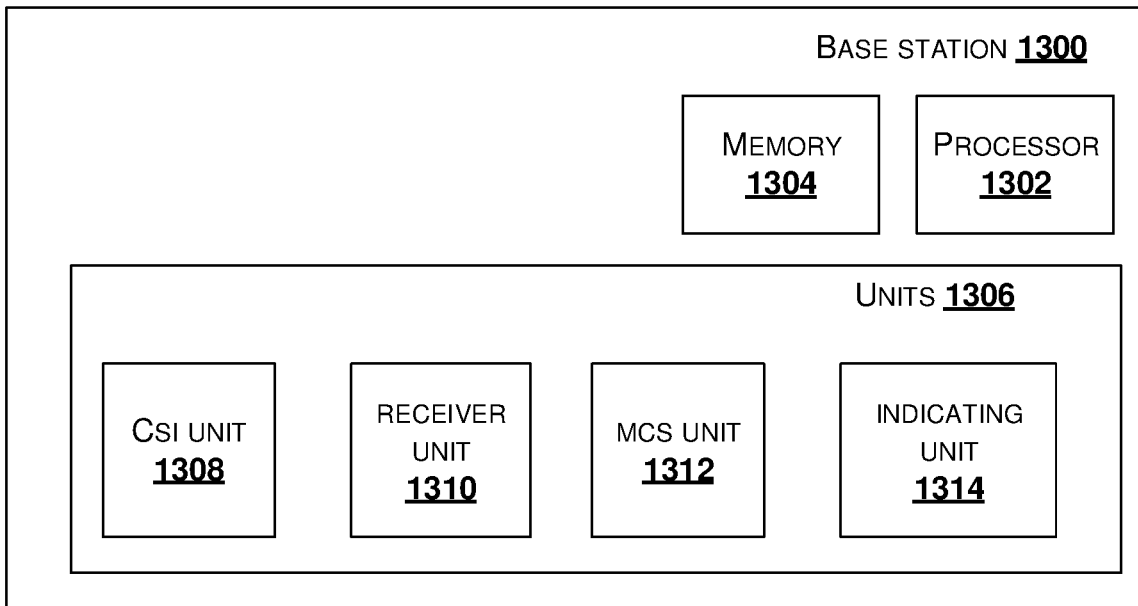 BASE STATION 1300
MEMORY
1304
PROCESSOR
1302
UNITS 1306
CSI UNIT
1308
RECEIVER
UNIT
1310
MCS UNIT
1312
INDICATING
UNIT
1314